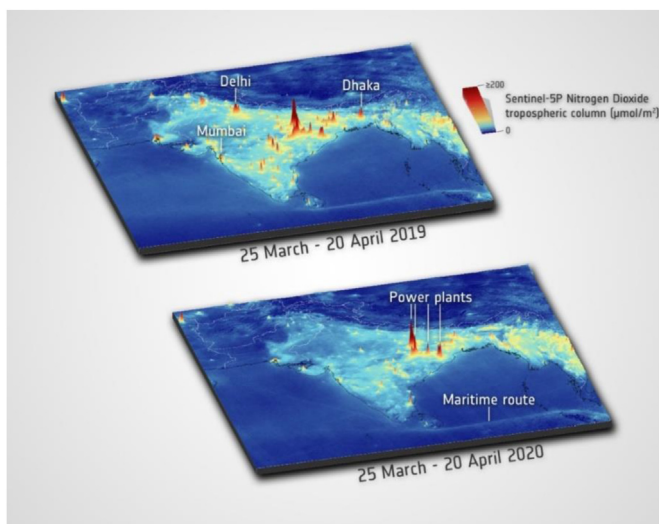 Delhi
Dhaka
Mumbai
≥200
Sentinel-5P Nitrogen Dioxide
tropospheric column (µmol/m²)
0
25 March - 20 April 2019
Power plants
Maritime route
25 March - 20 April 2020